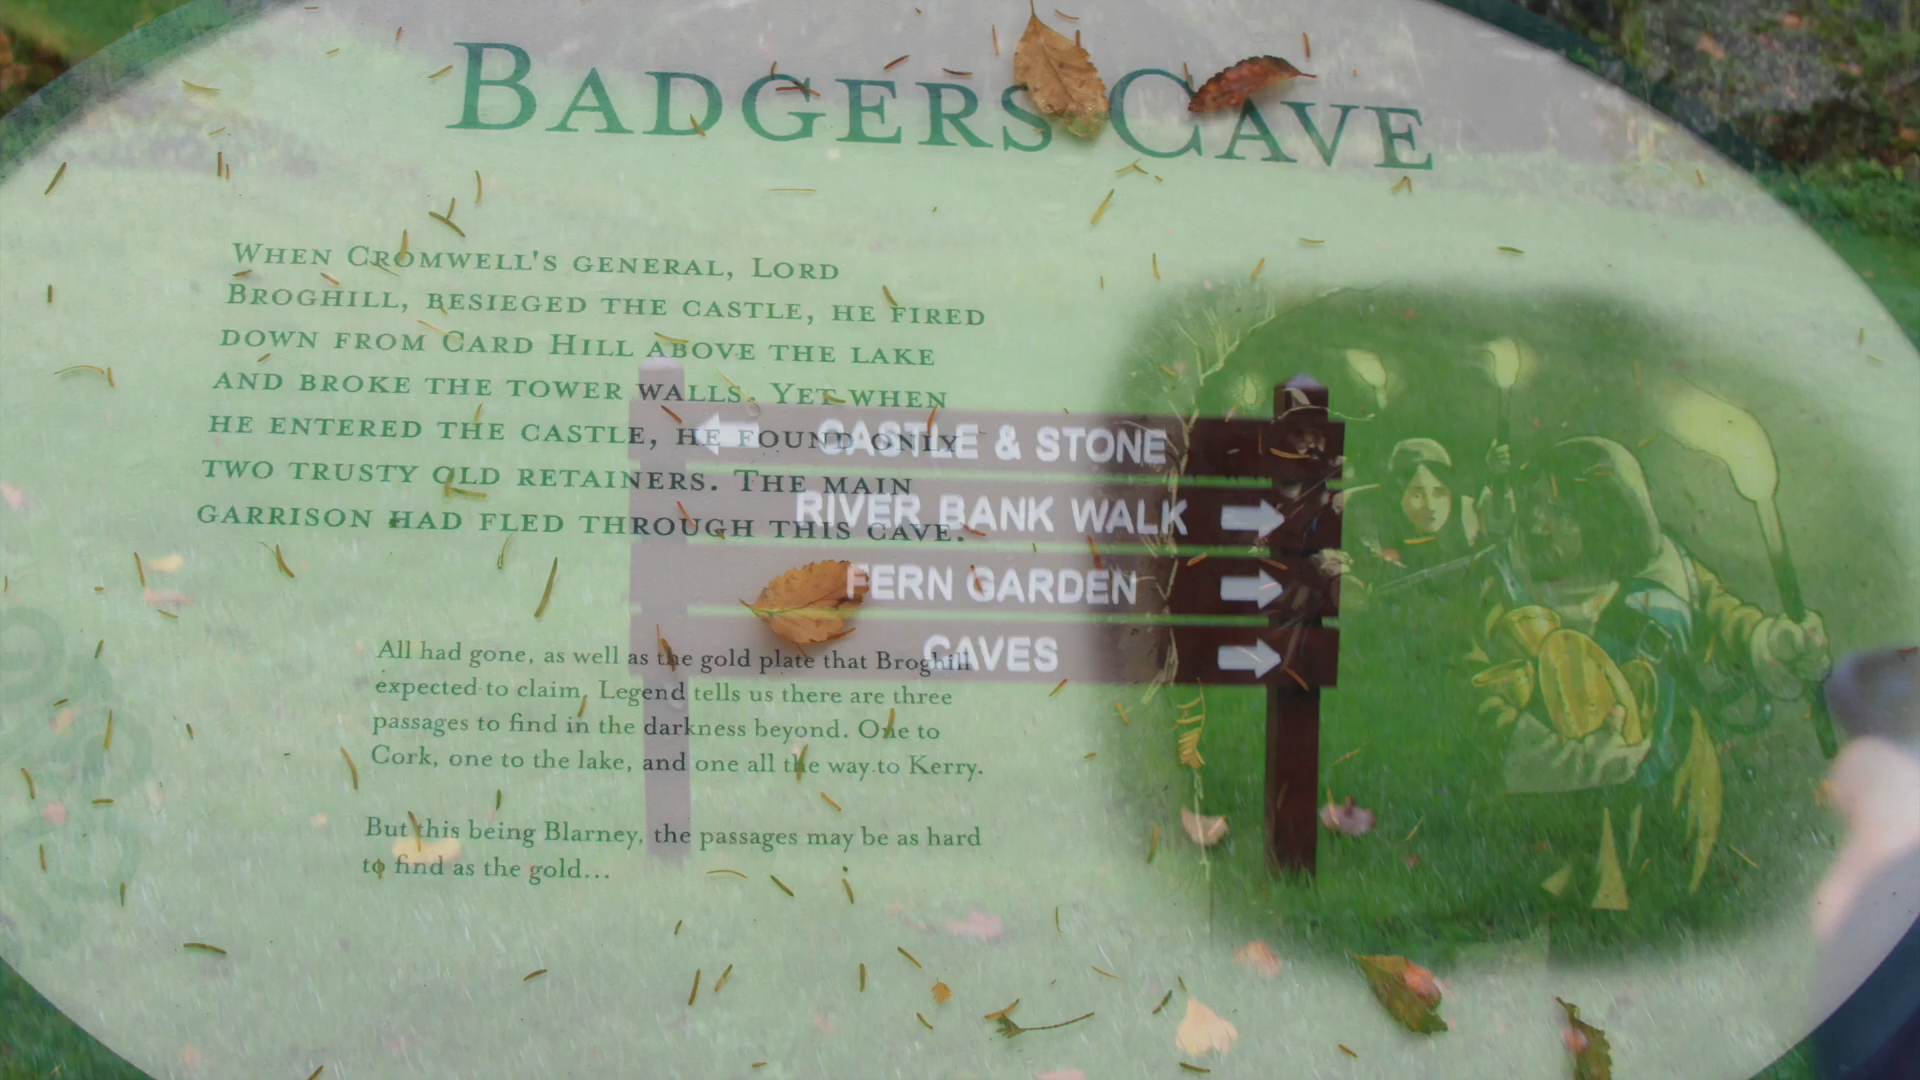 BADGERS CAVE
WHEN CROMWELL'S GENERAL, LORD
BROGHILL, BESIEGED THE CASTLE, HE FIRED
DOWN FROM CARD HILL ABOVE THE LAKE
AND BROKE THE TOWER WALLS. YET WHEN
HE ENTERED THE CASTLE, HE FOUND ONLY
TWO TRUSTY OLD RETAINERS. THE MAIN
GARRISON HAD FLED THROUGH THIS CAVE.
All had gone, as well as the gold plate that Broghill
expected to claim, Legend tells us there are three
passages to find in the darkness beyond. One to
Cork, one to the lake, and one all the way to Kerry.
But this being Blarney, the passages may be as hard
to find as the gold...
CASTLE & STONE
RIVER BANK WALK
FERN GARDEN
CAVES